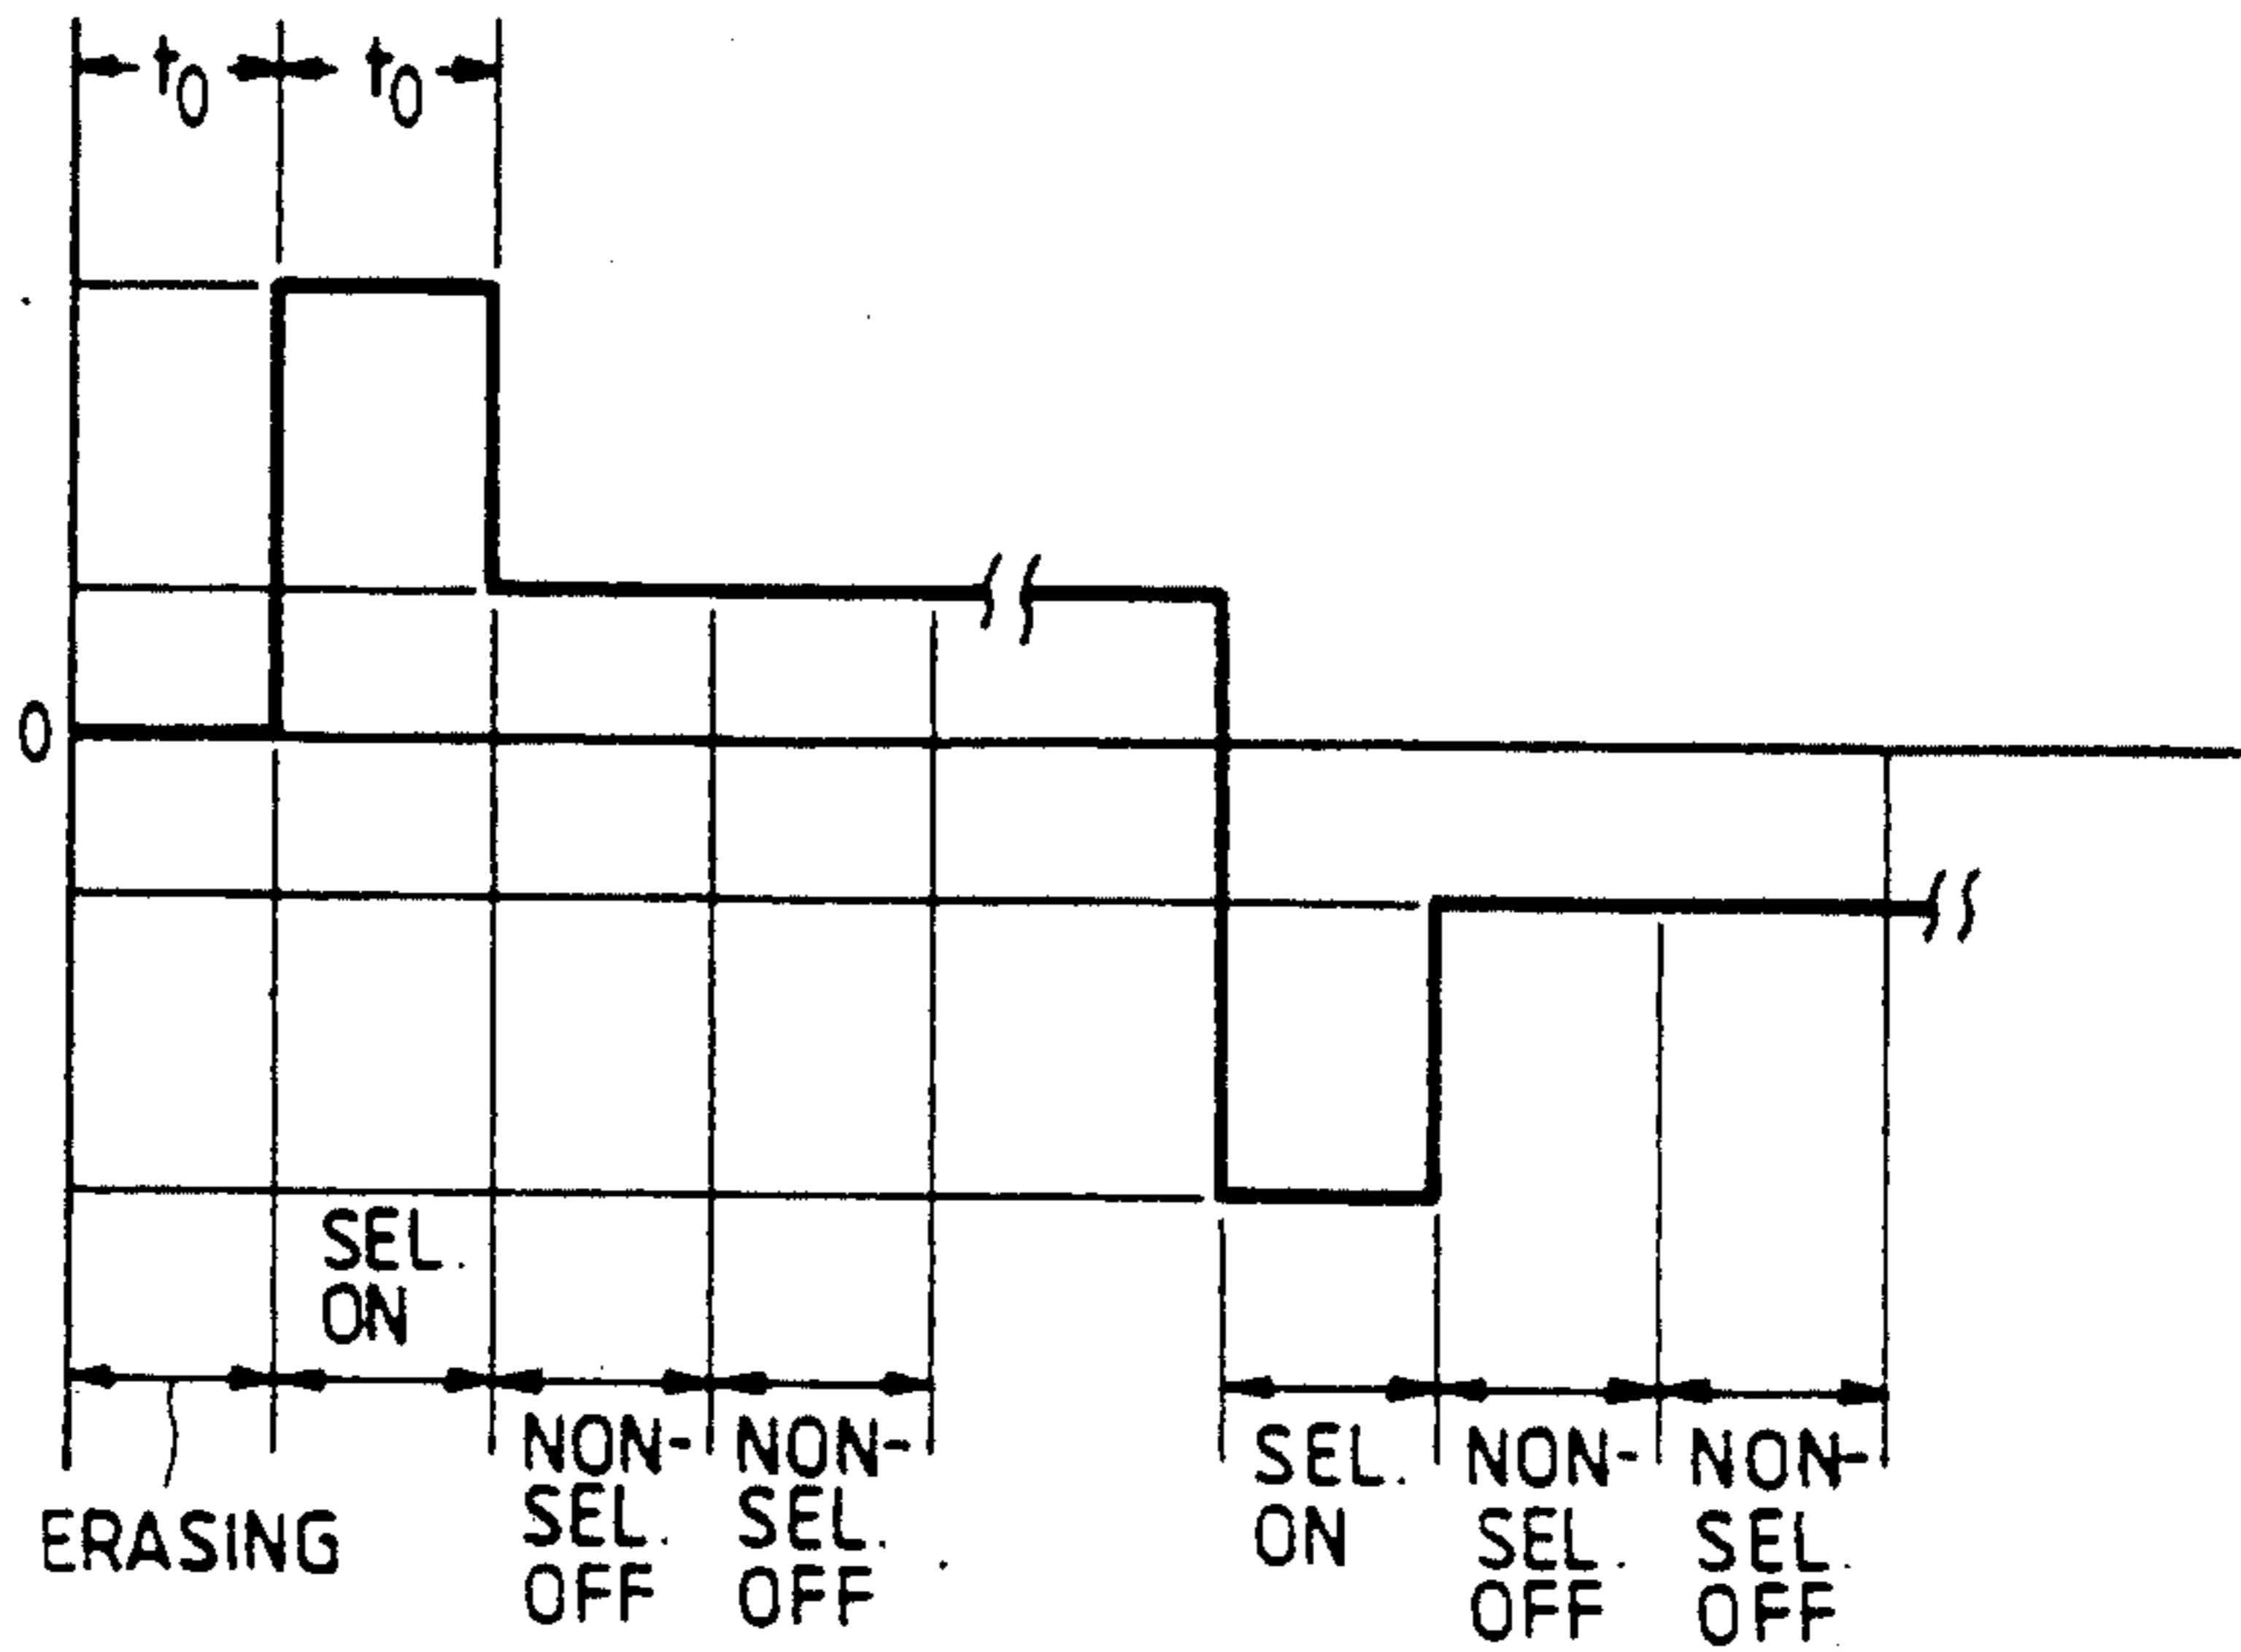 t0 t0
0
SEL.
ON
ERASING
NON-
SEL.
OFF
NON-
SEL.
OFF
SEL.
ON
NON-
SEL.
OFF
NON-
SEL.
OFF